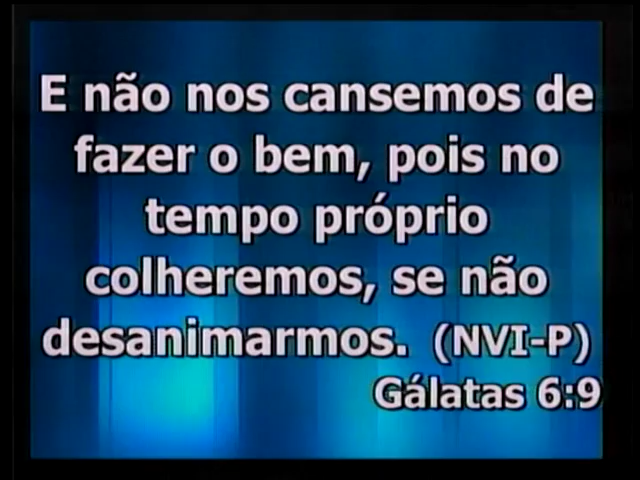 E não nos cansemos de
fazer o bem, pois no
tempo próprio
colheremos, se não
desanimarmos. (NVI-P)
Gálatas 6:9